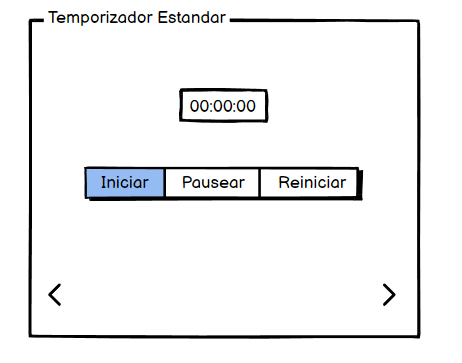 Temporizador Estandar
00:00:00
Iniciar Pausear Reiniciar